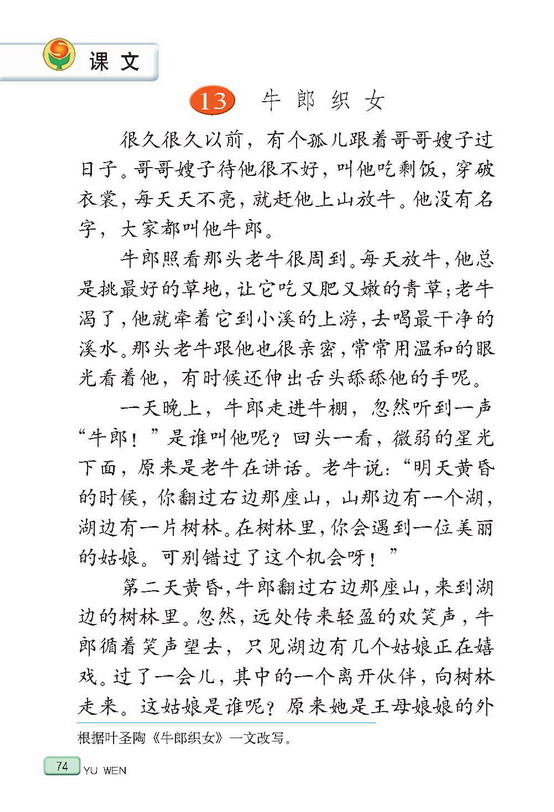 课文
13 牛郎织女
很久很久以前，有个孤儿跟着哥哥嫂子过
日子。哥哥嫂子待他很不好，叫他吃剩饭，穿破
衣裳，每天天不亮，就赶他上山放牛。他没有名
字，大家都叫他牛郎。
牛郎照看那头老牛很周到。每天放牛，他总
是挑最好的草地，让它吃又肥又嫩的青草；老牛
渴了，他就牵着它到小溪的上游，去喝最干净的
溪水。那头老牛跟他也很亲密，常常用温和的眼
光看着他，有时候还伸出舌头舔舔他的手呢。
一天晚上，牛郎走进牛棚，忽然听到一声
“牛郎！”是谁叫他呢？回头一看，微弱的星光
下面，原来是老牛在讲话。老牛说：“明天黄昏
的时候，你翻过右边那座山，山那边有一个湖，
湖边有一片树林。在树林里，你会遇到一位美丽
的姑娘。可别错过了这个机会呀！”
第二天黄昏，牛郎翻过右边那座山，来到湖
边的树林里。忽然，远处传来轻盈的欢笑声，牛
郎循着笑声望去，只见湖边有几个姑娘正在嬉
戏。过了一会儿，其中的一个离开伙伴，向树林
走来。这姑娘是谁呢？原来她是王母娘娘的外
根据叶圣陶《牛郎织女》一文改写。
74 YU WEN